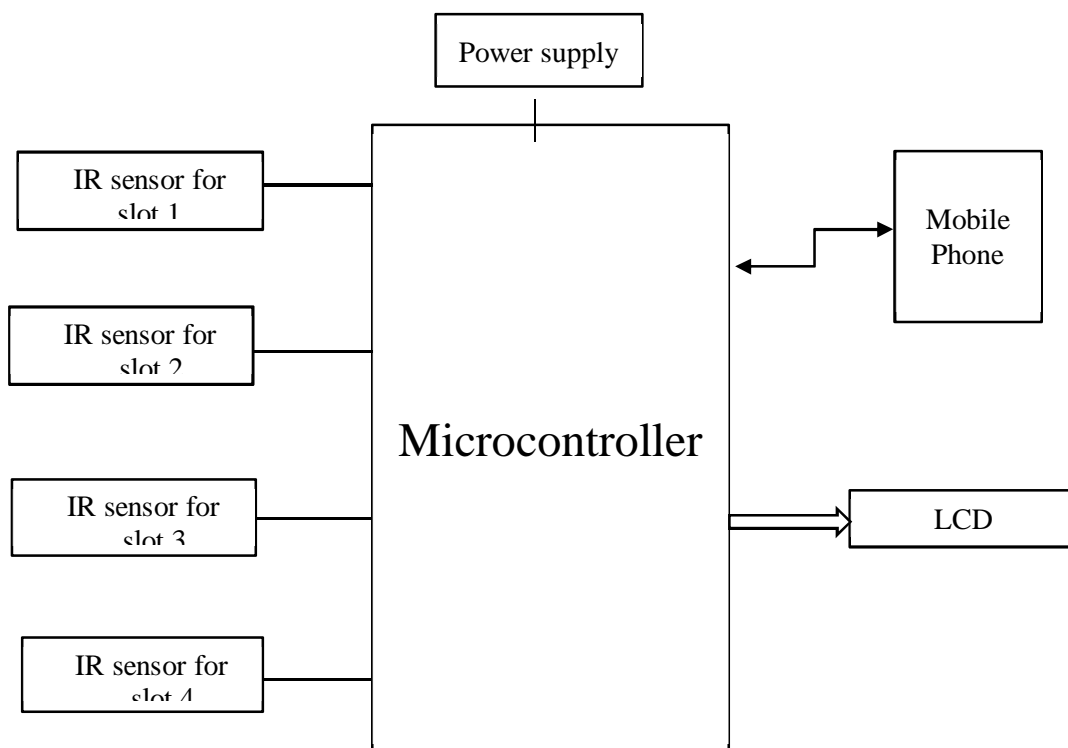 Power supply
IR sensor for
slot 1
Mobile
Phone
IR sensor for
slot 2
Microcontroller
IR sensor for
slot 3
LCD
IR sensor for
slot 4